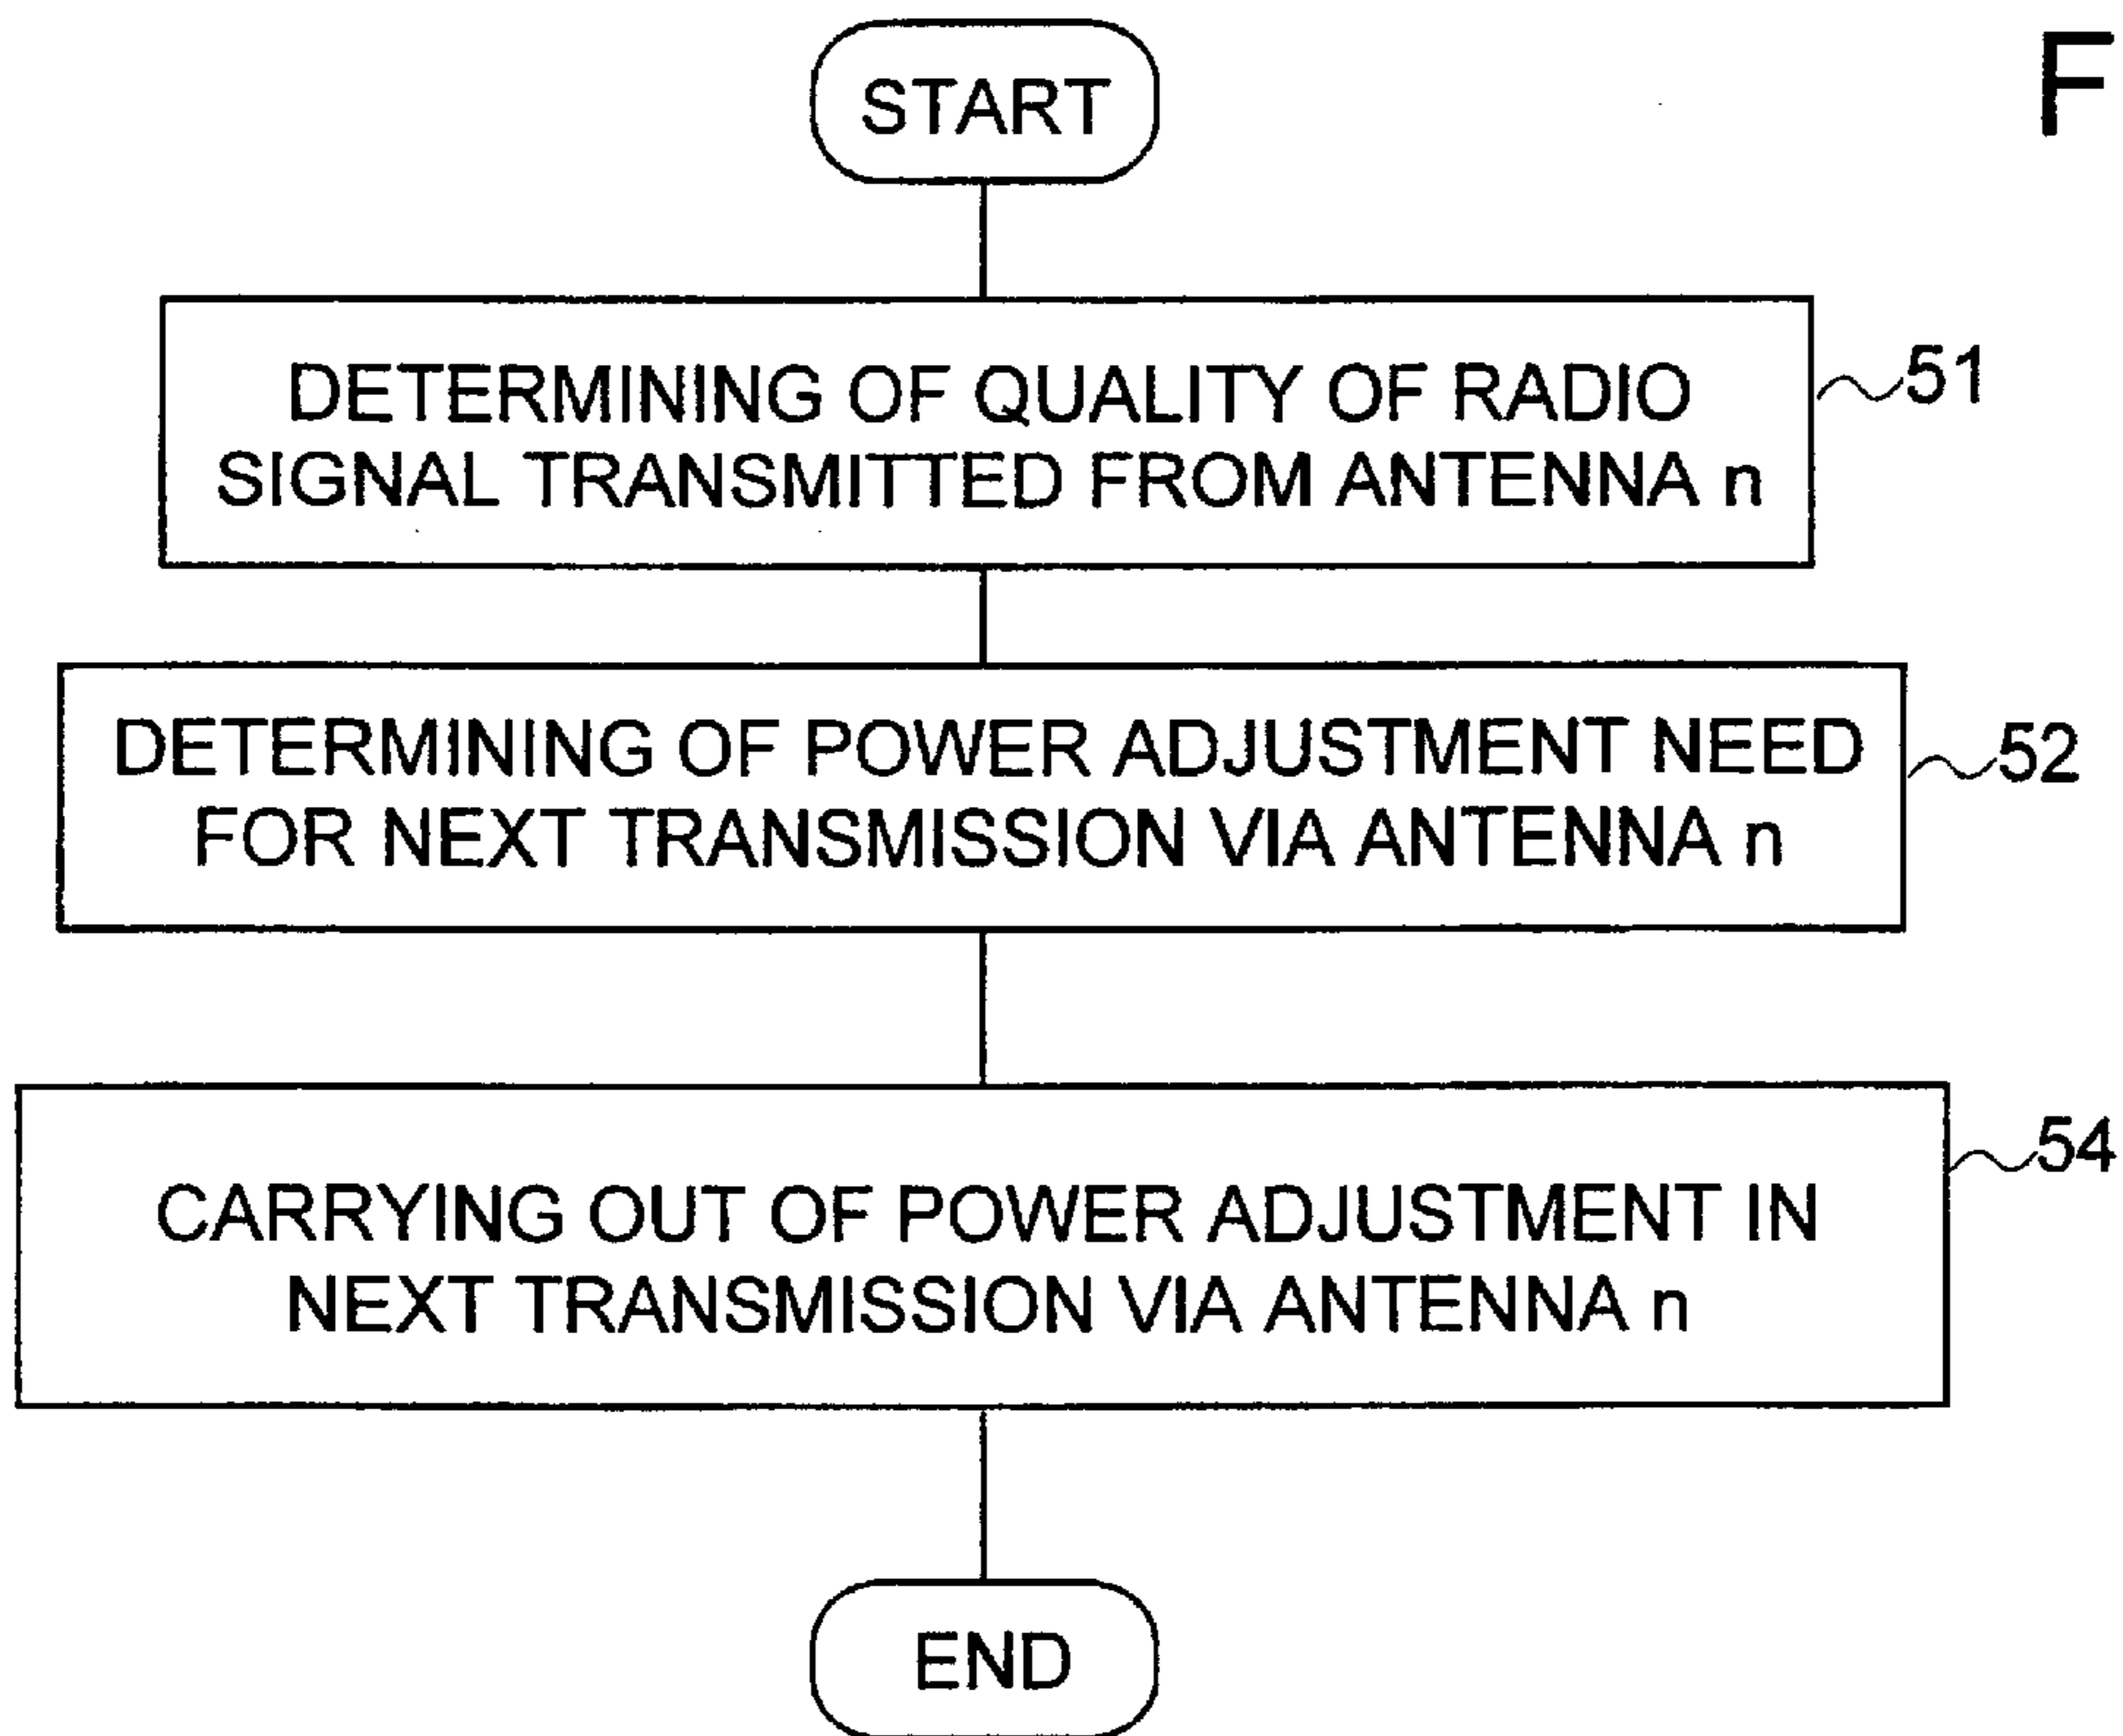 START
F
DETERMINING OF QUALITY OF RADIO
SIGNAL TRANSMITTED FROM ANTENNA n
51
DETERMINING OF POWER ADJUSTMENT NEED
FOR NEXT TRANSMISSION VIA ANTENNA n
52
CARRYING OUT OF POWER ADJUSTMENT IN
NEXT TRANSMISSION VIA ANTENNA n
54
END